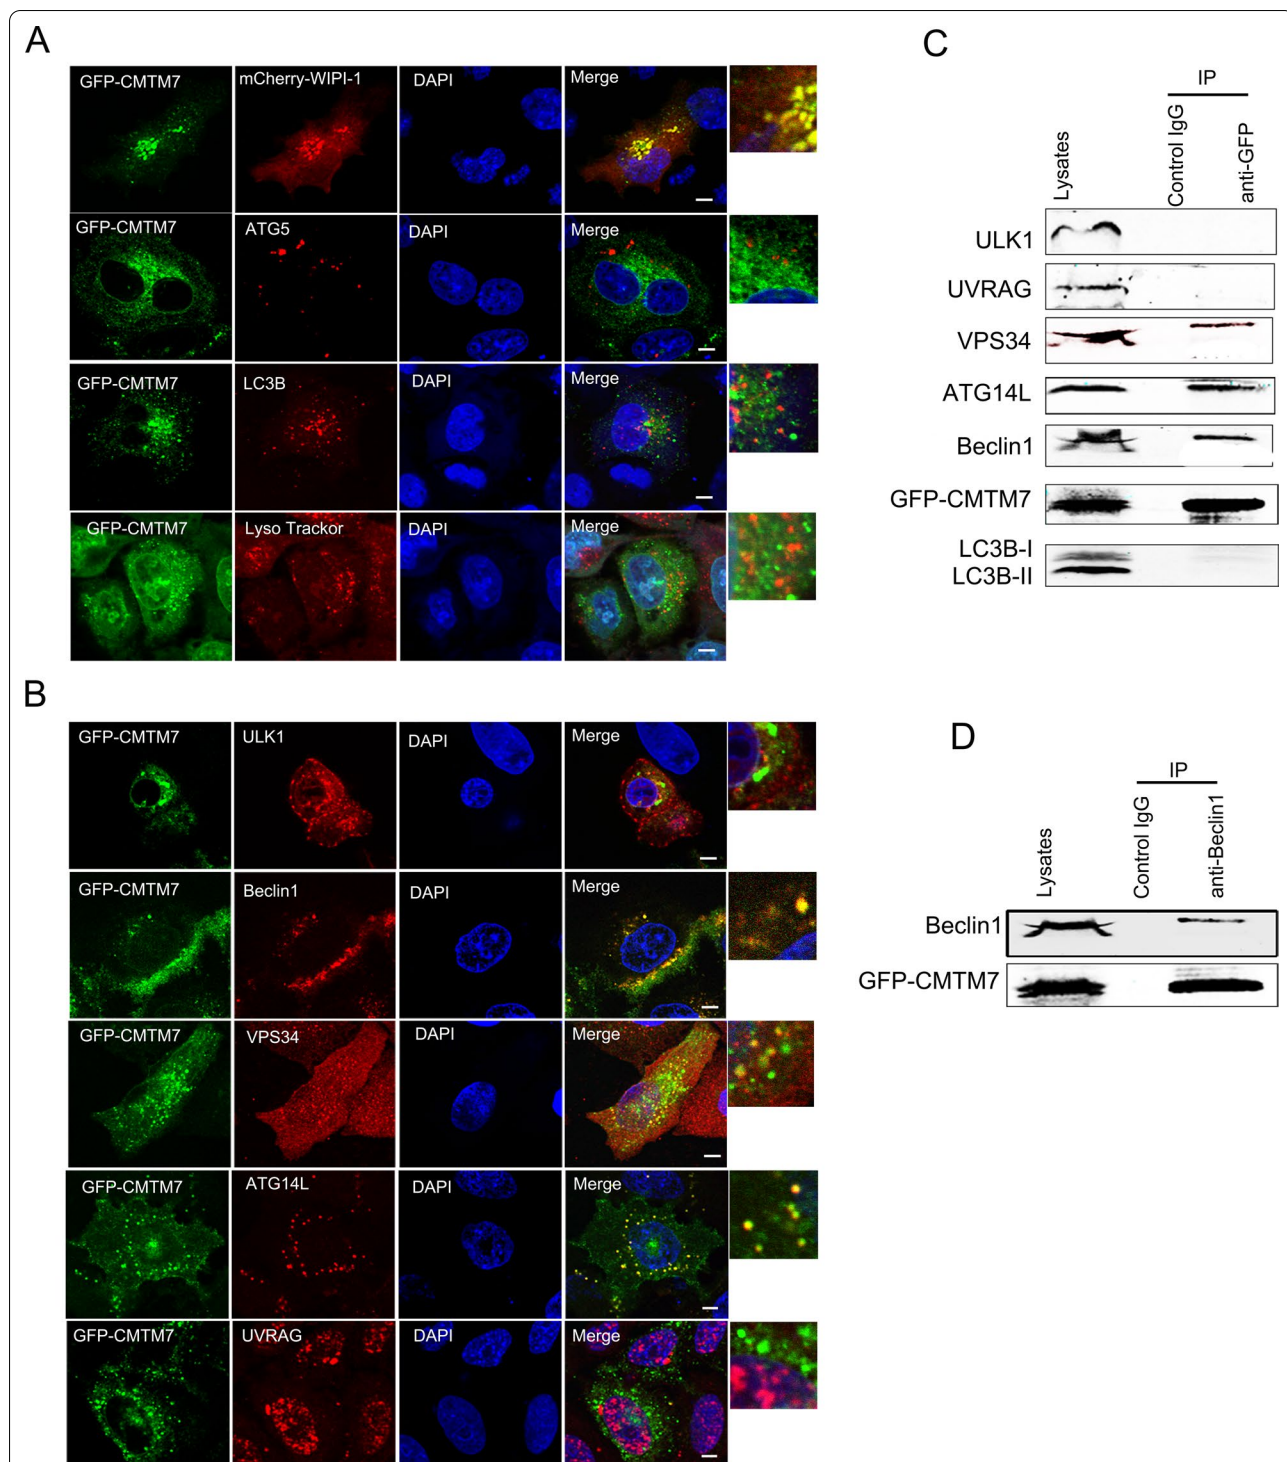 A
GFP-CMTM7 mCherry-WIPI-1 DAPI Merge
GFP-CMTM7 ATG5 DAPI Merge
GFP-CMTM7 LC3B DAPI Merge
GFP-CMTM7 Lyso Trackor DAPI Merge
B
GFP-CMTM7 ULK1 DAPI Merge
GFP-CMTM7 Beclin1 DAPI Merge
GFP-CMTM7 VPS34 DAPI Merge
GFP-CMTM7 ATG14L DAPI Merge
GFP-CMTM7 UVRAG DAPI Merge
C
IP
Lysates Control IgG anti-GFP
ULK1
UVRAG
VPS34
ATG14L
Beclin1
GFP-CMTM7
LC3B-I
LC3B-II
D
IP
Lysates Control IgG anti-Beclin1
Beclin1
GFP-CMTM7